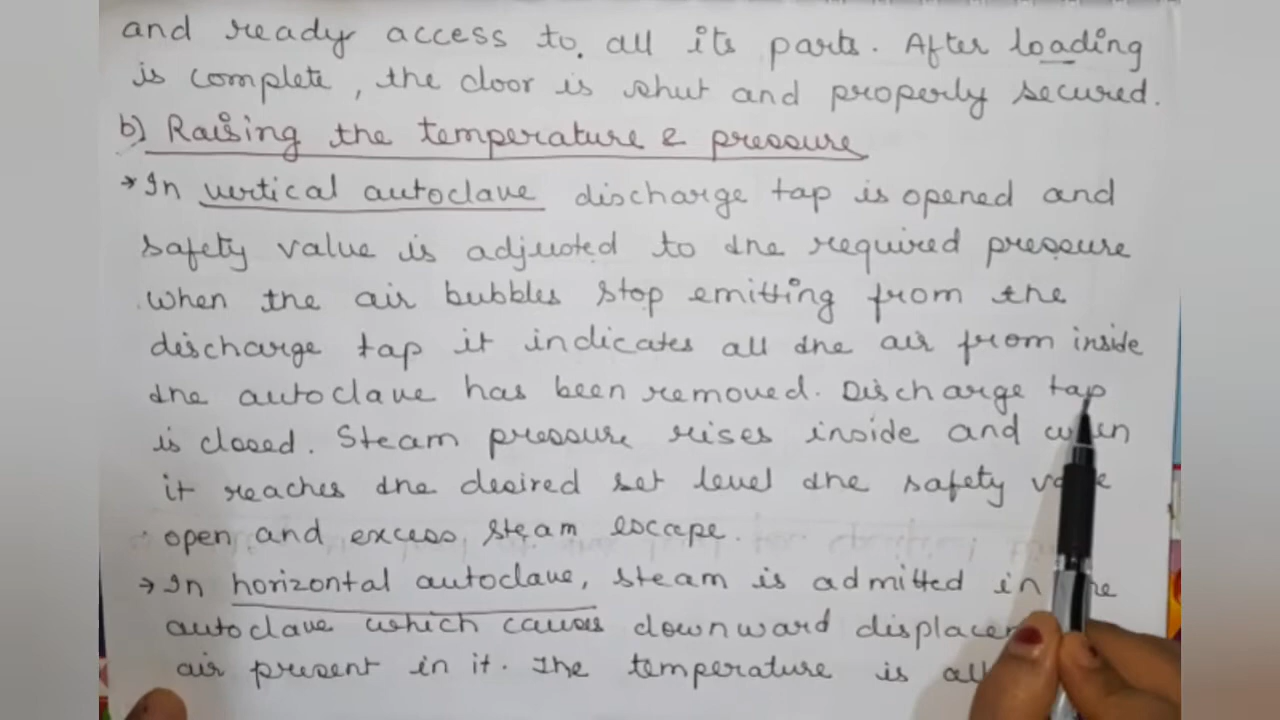 and ready access to all its parts. After loading
is complete, the door is shut and properly secured.
b) Raising the temperature & pressure
→ In vertical autoclave discharge tap is opened and
safety value is adjusted to the required pressure
when the air bubbles stop emitting from the
discharge tap it indicates all the air from inside
the autoclave has been removed. Discharge tap
is closed. Steam pressure rises inside and when
it reaches the desired set level the safety
open and excess steam escape.
→ In horizontal autoclave, steam is admitted in
autoclave which causes downward
air present in it. The temperature is